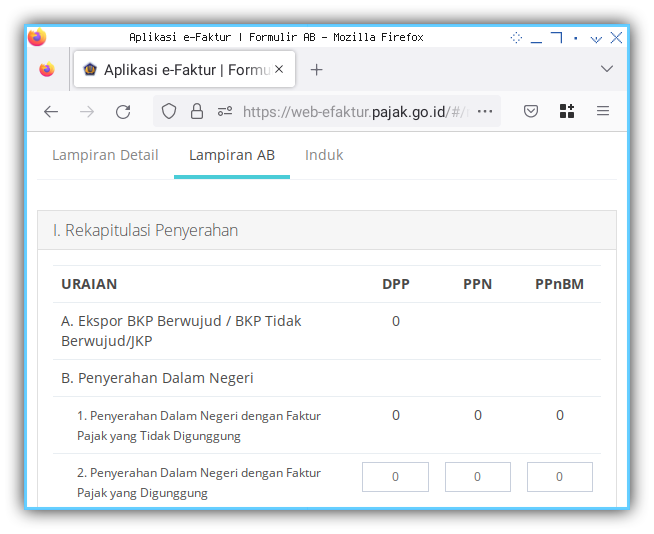 Aplikasi e-Faktur | Formulir AB - Mozilla Firefox
Aplikasi e-Faktur | Formu
https://web-efaktur.pajak.go.id/#/
Lampiran Detail Lampiran AB Induk
I. Rekapitulasi Penyerahan
URAIAN DPP PPN PPnBM
A. Ekspor BKP Berwujud / BKP Tidak 0
Berwujud/JKP
B. Penyerahan Dalam Negeri
1. Penyerahan Dalam Negeri dengan Faktur 0 0 0
Pajak yang Tidak Digunggung
2. Penyerahan Dalam Negeri dengan Faktur 0 0 0
Pajak yang Digunggung